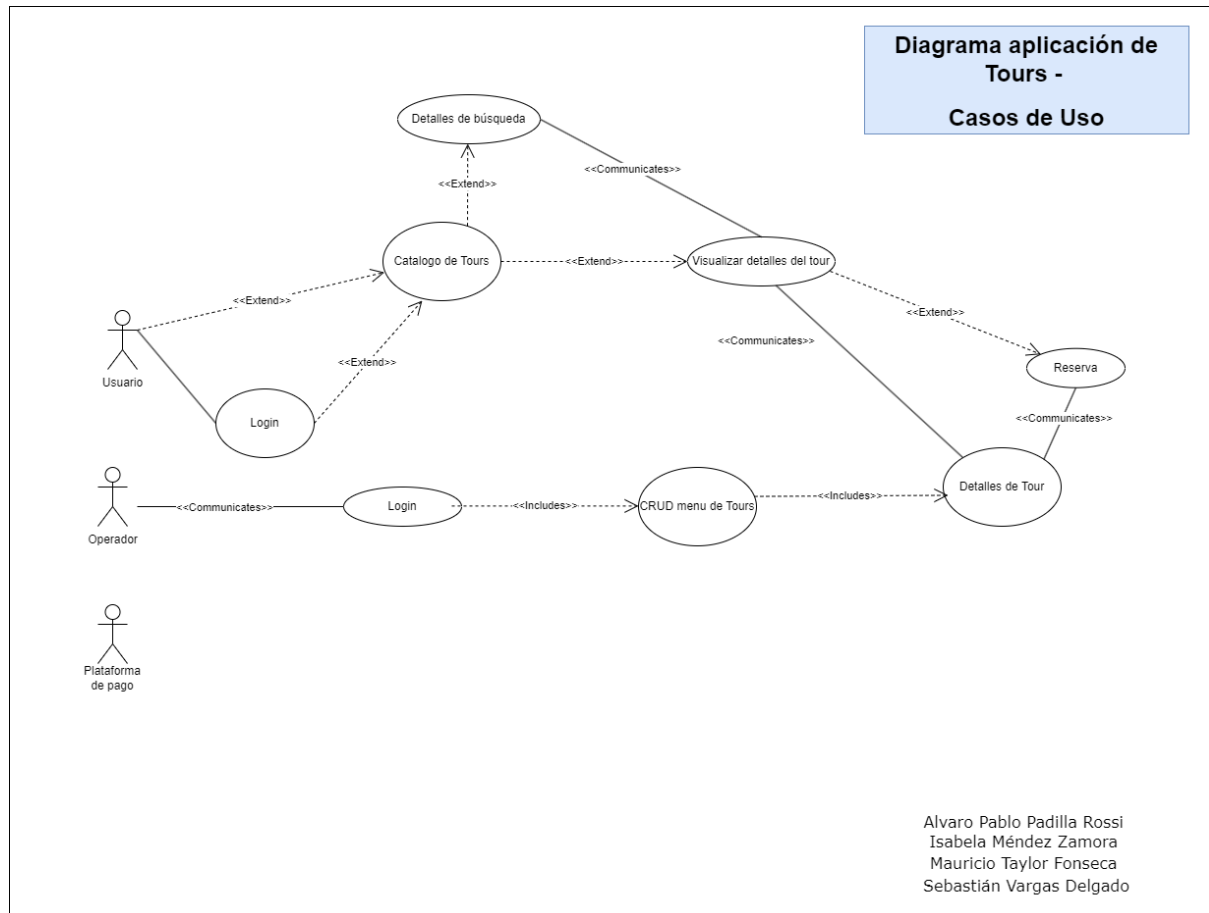 Diagrama aplicación de
Tours -
Casos de Uso
Detalles de búsqueda
<<Communicates>>
<<Extend>>
Catalogo de Tours
<<Extend>>
Visualizar detalles del tour
<<Extend>>
<<Extend>>
<<Communicates>>
<<Extend>>
Reserva
Usuario
Login
<<Communicates>>
Operador
<<Communicates>>
Login
<<Includes>>
CRUD menu de Tours
<<Includes>>
Detalles de Tour
Plataforma
de pago
Alvaro Pablo Padilla Rossi
Isabela Méndez Zamora
Mauricio Taylor Fonseca
Sebastián Vargas Delgado